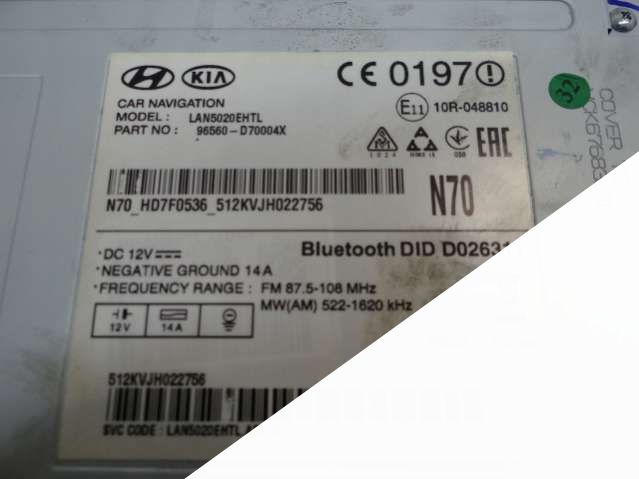 KIA
CE 0197
CAR NAVIGATION
MODEL : LAN5020EHTL
PART NO : 96560-D70004X
E11 10R-048810
1024
EAC
N70_HD7F0536_512KVJH022756
N70
DC 12V
Bluetooth DID D02631
NEGATIVE GROUND 14A
FREQUENCY RANGE : FM 87.5-108 MHz
MW(AM) 522-1620 kHz
12V 14A
512KVJH022756
SVC CODE : LAN5020EHTL
32
COVER